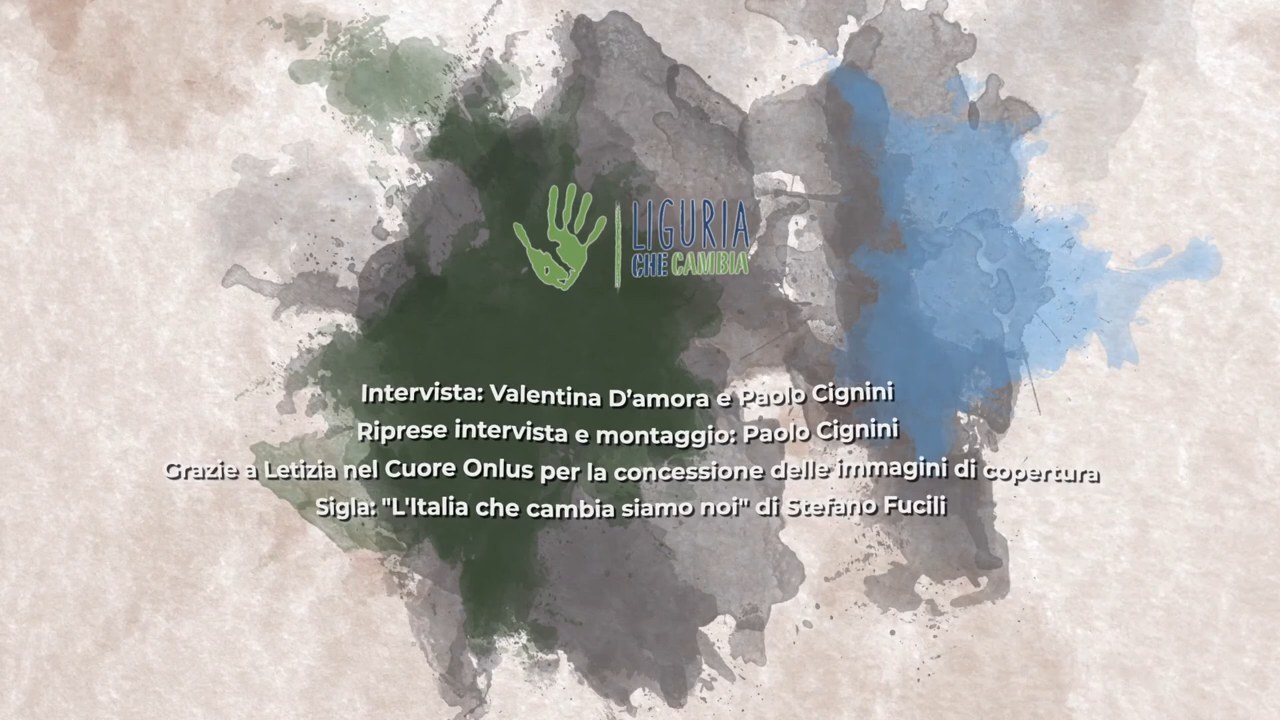 LIGURIA
CHE CAMBIA
Intervista: Valentina D'amora e Paolo Cignini
Riprese intervista e montaggio: Paolo Cignini
Grazie a Letizia nel Cuore Onlus per la concessione delle immagini di copertura
Sigla: "L'Italia che cambia siamo noi" di Stefano Fucili